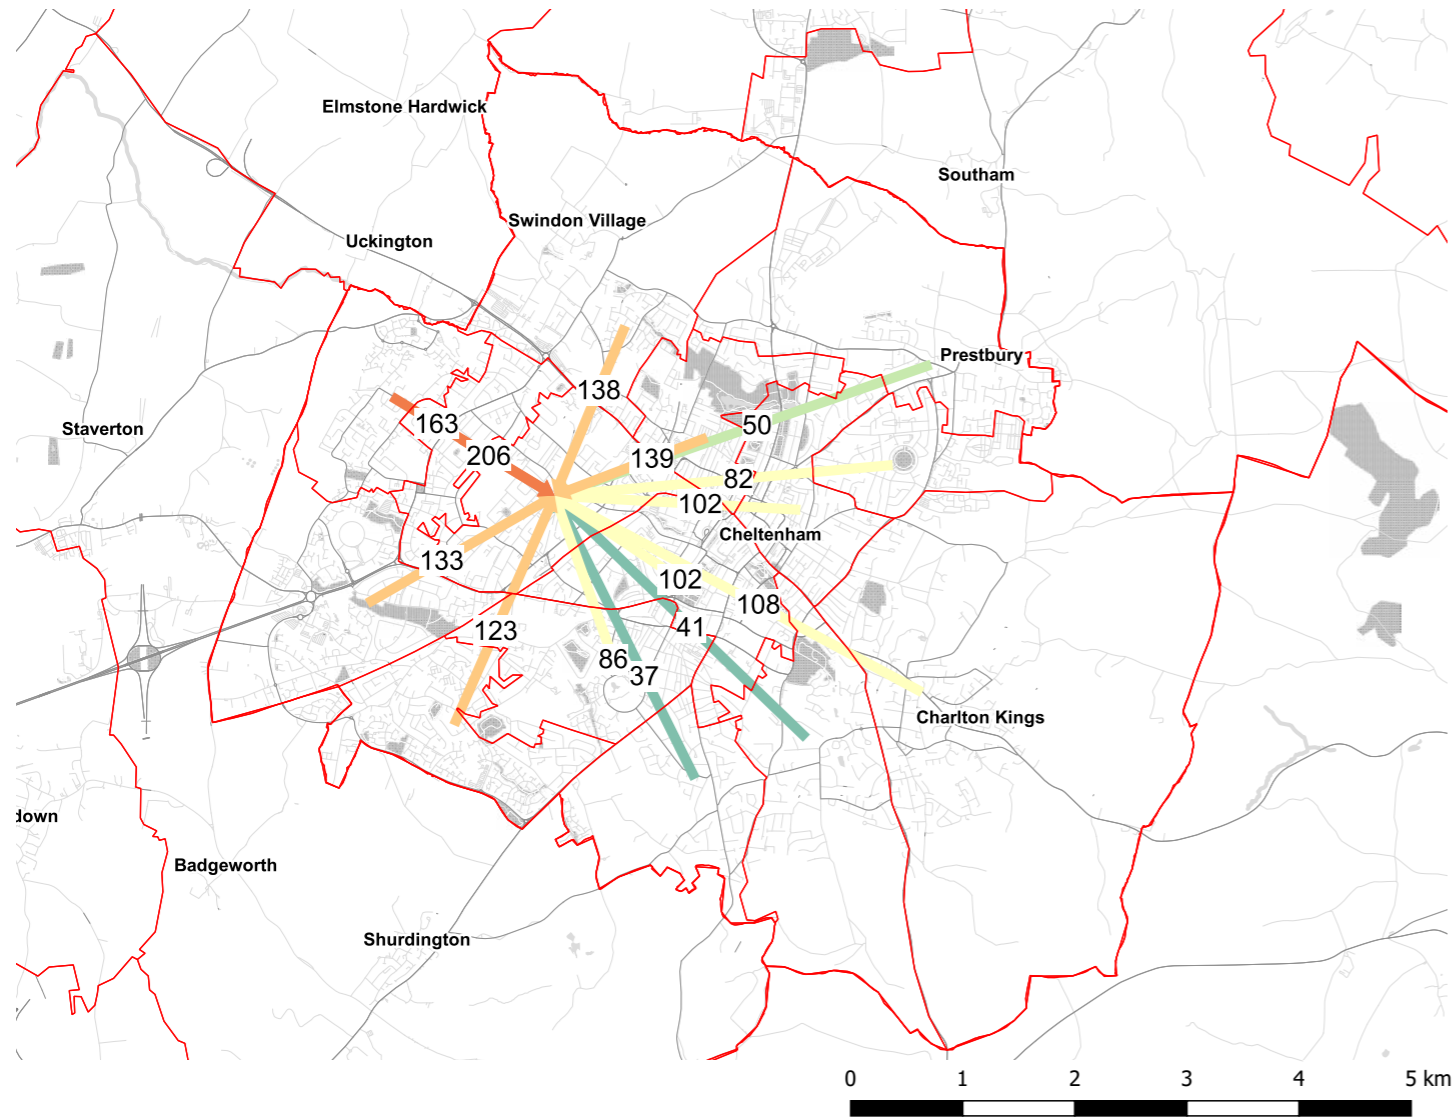 Elmstone Hardwick
Southam
Swindon Village
Uckington
Prestbury
138
163
50
Staverton
206
139
82
102
Cheltenham
133
102
108
123
41
86
37
Charlton Kings
down
Badgeworth
Shurdington
0 1 2 3 4 5 km